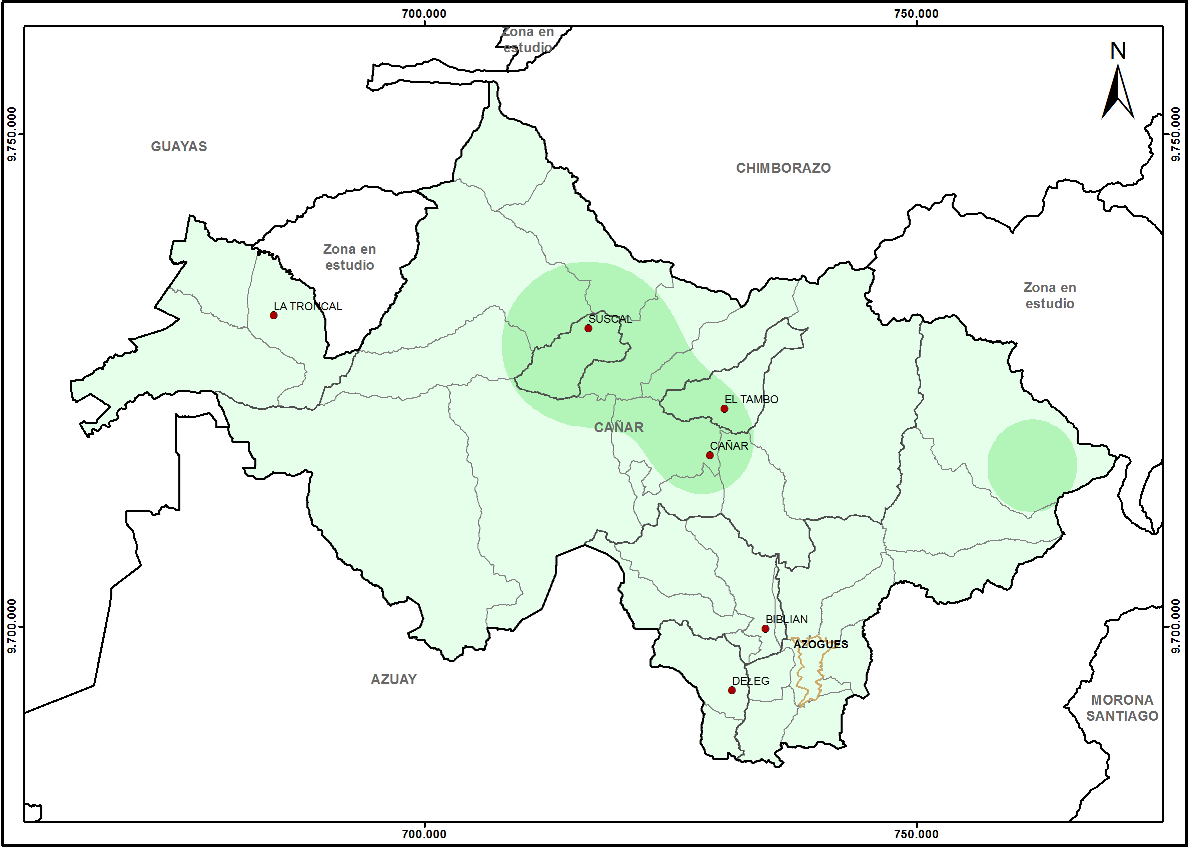 700.000
750.000
Zona en
estudio
N
9.750.000
9.750.000
GUAYAS
CHIMBORAZO
Zona en
estudio
Zona en
estudio
LA TRONCAL
SUSCAL
EL TAMBO
CAÑAR
CAÑAR
9.700.000
9.700.000
BIBLIAN
AZOGUES
AZUAY
DELEG
MORONA
SANTIAGO
700.000
750.000